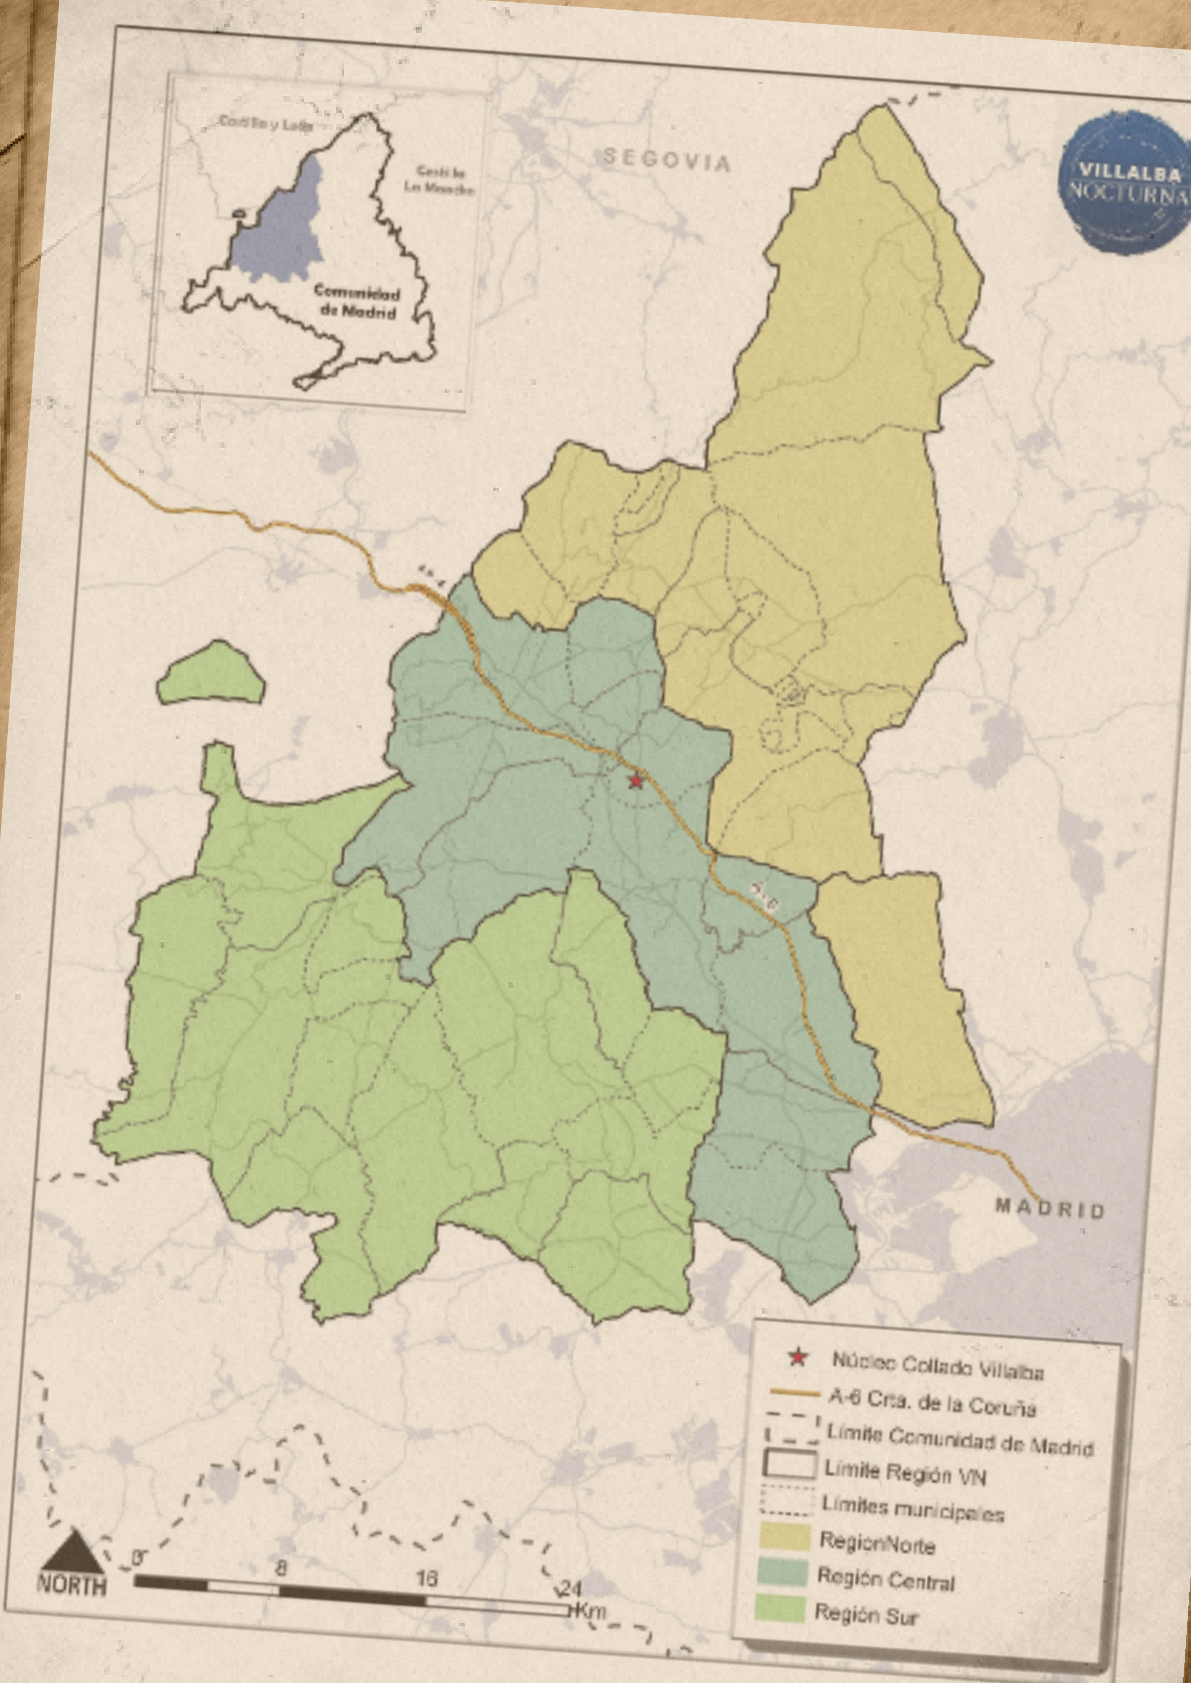 Castilla y León
Castilla
La Mancha
Comunidad
de Madrid
SEGOVIA
VILLALBA
NOCTURNA
A-6
A-6
MADRID
Núcleo Collado Villalba
A-6 Crta. de la Coruña
Límite Comunidad de Madrid
Límite Región VN
Límites municipales
RegionNorte
Región Central
Región Sur
NORTH
0 8 16 24
Km